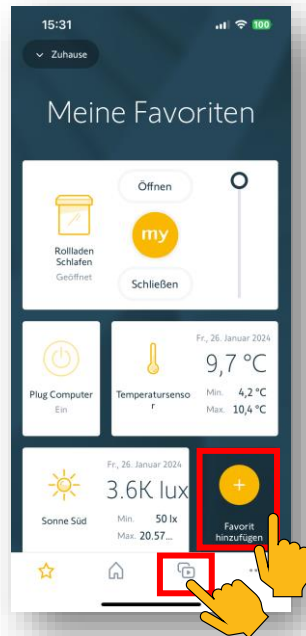 15:31
100
Zuhause
Meine Favoriten
Öffnen
my
Rollladen
Schlafen
Geöffnet
Schließen
Plug Computer
Ein
Fr., 26. Januar 2024
9,7 °C
Temperatursenso
r
Min. 4,2 °C
Max. 10,4 °C
Fr., 26. Januar 2024
3.6K lux
Sonne Süd
Min. 50 lx
Max. 20.57...
Favorit
hinzufügen